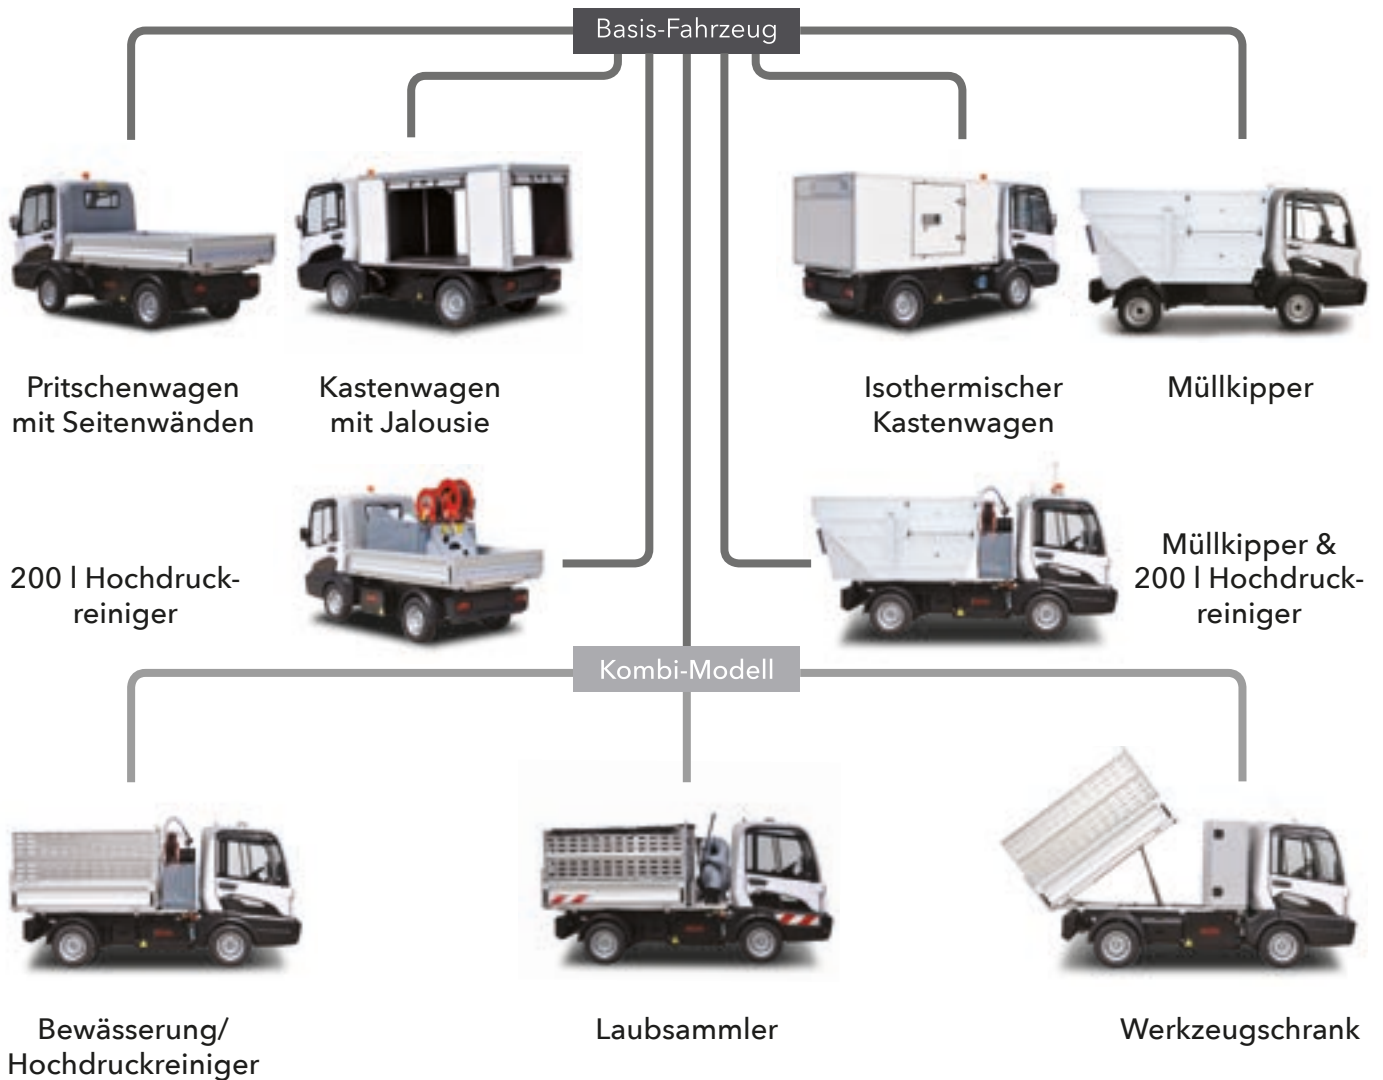 Basis-Fahrzeug
Pritschenwagen
mit Seitenwänden
Kastenwagen
mit Jalousie
Isothermischer
Kastenwagen
Müllkipper
200 l Hochdruck-
reiniger
Müllkipper &
200 l Hochdruck-
reiniger
Kombi-Modell
Bewässerung/
Hochdruckreiniger
Laubsammler
Werkzeugschrank